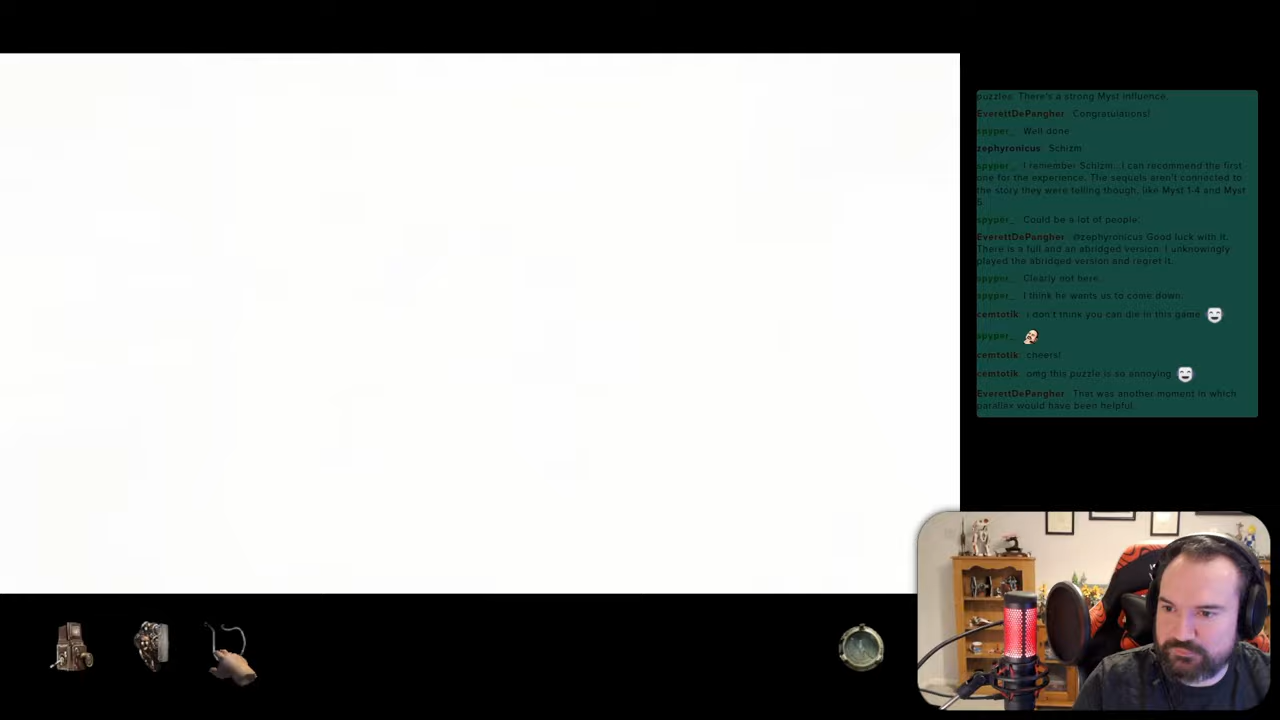 puzzles. There's a strong Myst influence.
EverettDePangher Congratulations!
spyper_ Well done
zephyronicus Schizm
spyper_ I remember Schizm. I can recommend the first
one for the experience. The sequels aren't connected to
the story they were telling though, like Myst 1-4 and Myst
5.
spyper_ Could be a lot of people.
EverettDePangher @zephyronicus Good luck with it.
There is a full and an abridged version. I unknowingly
played the abridged version and regret it.
spyper_ Clearly not here.
spyper_ I think he wants us to come down.
cemtotik: i don't think you can die in this game
spyper_
cemtotik: cheers!
cemtotik: omg this puzzle is so annoying
EverettDePangher That was another moment in which
parallax would have been helpful.